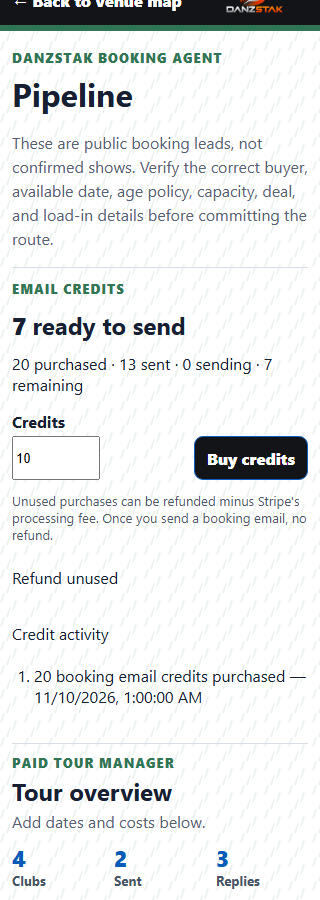 ← Back to venue map
DANZSTAK
DANZSTAK BOOKING AGENT
Pipeline
These are public booking leads, not
confirmed shows. Verify the correct buyer,
available date, age policy, capacity, deal,
and load-in details before committing the
route.
EMAIL CREDITS
7 ready to send
20 purchased · 13 sent · 0 sending · 7
remaining
Credits
10
Buy credits
Unused purchases can be refunded minus Stripe's
processing fee. Once you send a booking email, no
refund.
Refund unused
Credit activity
1. 20 booking email credits purchased —
11/10/2026, 1:00:00 AM
PAID TOUR MANAGER
Tour overview
Add dates and costs below.
4
2
3
Clubs
Sent
Replies